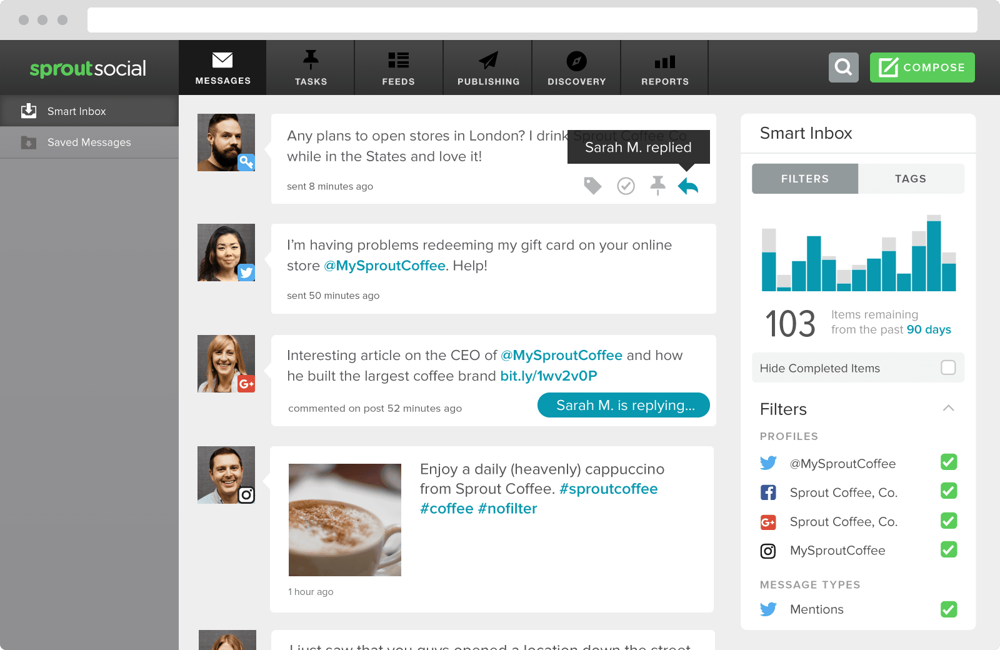 sproutsocial
MESSAGES
TASKS
FEEDS
PUBLISHING
DISCOVERY
REPORTS
COMPOSE
Smart Inbox
Saved Messages
Any plans to open stores in London? I drink Sprout Coffee Co
while in the States and love it!
Sarah M. replied
sent 8 minutes ago
I'm having problems redeeming my gift card on your online
store @MySproutCoffee. Help!
sent 50 minutes ago
Interesting article on the CEO of @MySproutCoffee and how
he built the largest coffee brand bit.ly/1wv2v0P
commented on post 52 minutes ago
Sarah M. is replying...
Enjoy a daily (heavenly) cappuccino
from Sprout Coffee. #sproutcoffee
#coffee #nofilter
1 hour ago
I just saw that you guys opened a location down the street
Smart Inbox
FILTERS
TAGS
103
Items remaining
from the past 90 days
Hide Completed Items
Filters
PROFILES
@MySproutCoffee
Sprout Coffee, Co.
G+
Sprout Coffee, Co.
MySproutCoffee
MESSAGE TYPES
Mentions